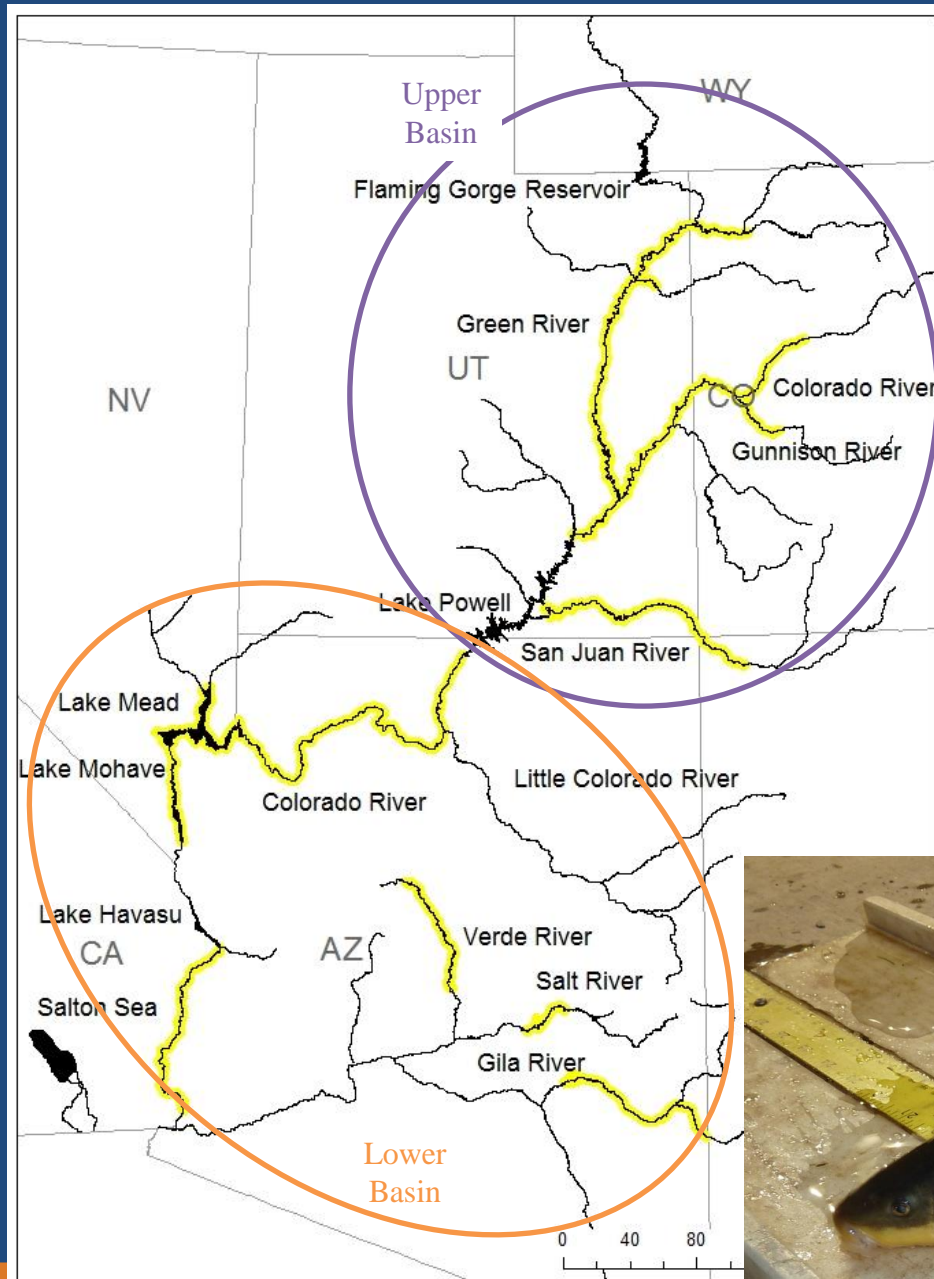 Upper
Basin
WY
Flaming Gorge Reservoir
Green River
UT
NV
CO
Colorado River
Gunnison River
Lake Powell
San Juan River
Lake Mead
Lake Mohave
Colorado River
Little Colorado River
Lake Havasu
CA
AZ
Verde River
Salton Sea
Salt River
Gila River
Lower
Basin
0 40 80